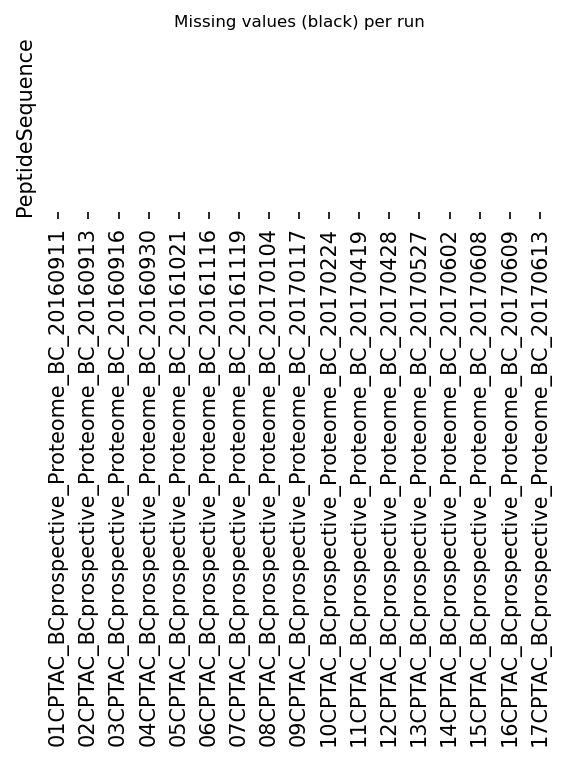 Missing values (black) per run
PeptideSequence
01CPTAC_BCprospective_Proteome_BC_20160911
02CPTAC_BCprospective_Proteome_BC_20160913
03CPTAC_BCprospective_Proteome_BC_20160916
04CPTAC_BCprospective_Proteome_BC_20160930
05CPTAC_BCprospective_Proteome_BC_20161021
06CPTAC_BCprospective_Proteome_BC_20161116
07CPTAC_BCprospective_Proteome_BC_20161119
08CPTAC_BCprospective_Proteome_BC_20170104
09CPTAC_BCprospective_Proteome_BC_20170117
10CPTAC_BCprospective_Proteome_BC_20170224
11CPTAC_BCprospective_Proteome_BC_20170419
12CPTAC_BCprospective_Proteome_BC_20170428
13CPTAC_BCprospective_Proteome_BC_20170527
14CPTAC_BCprospective_Proteome_BC_20170602
15CPTAC_BCprospective_Proteome_BC_20170608
16CPTAC_BCprospective_Proteome_BC_20170609
17CPTAC_BCprospective_Proteome_BC_20170613